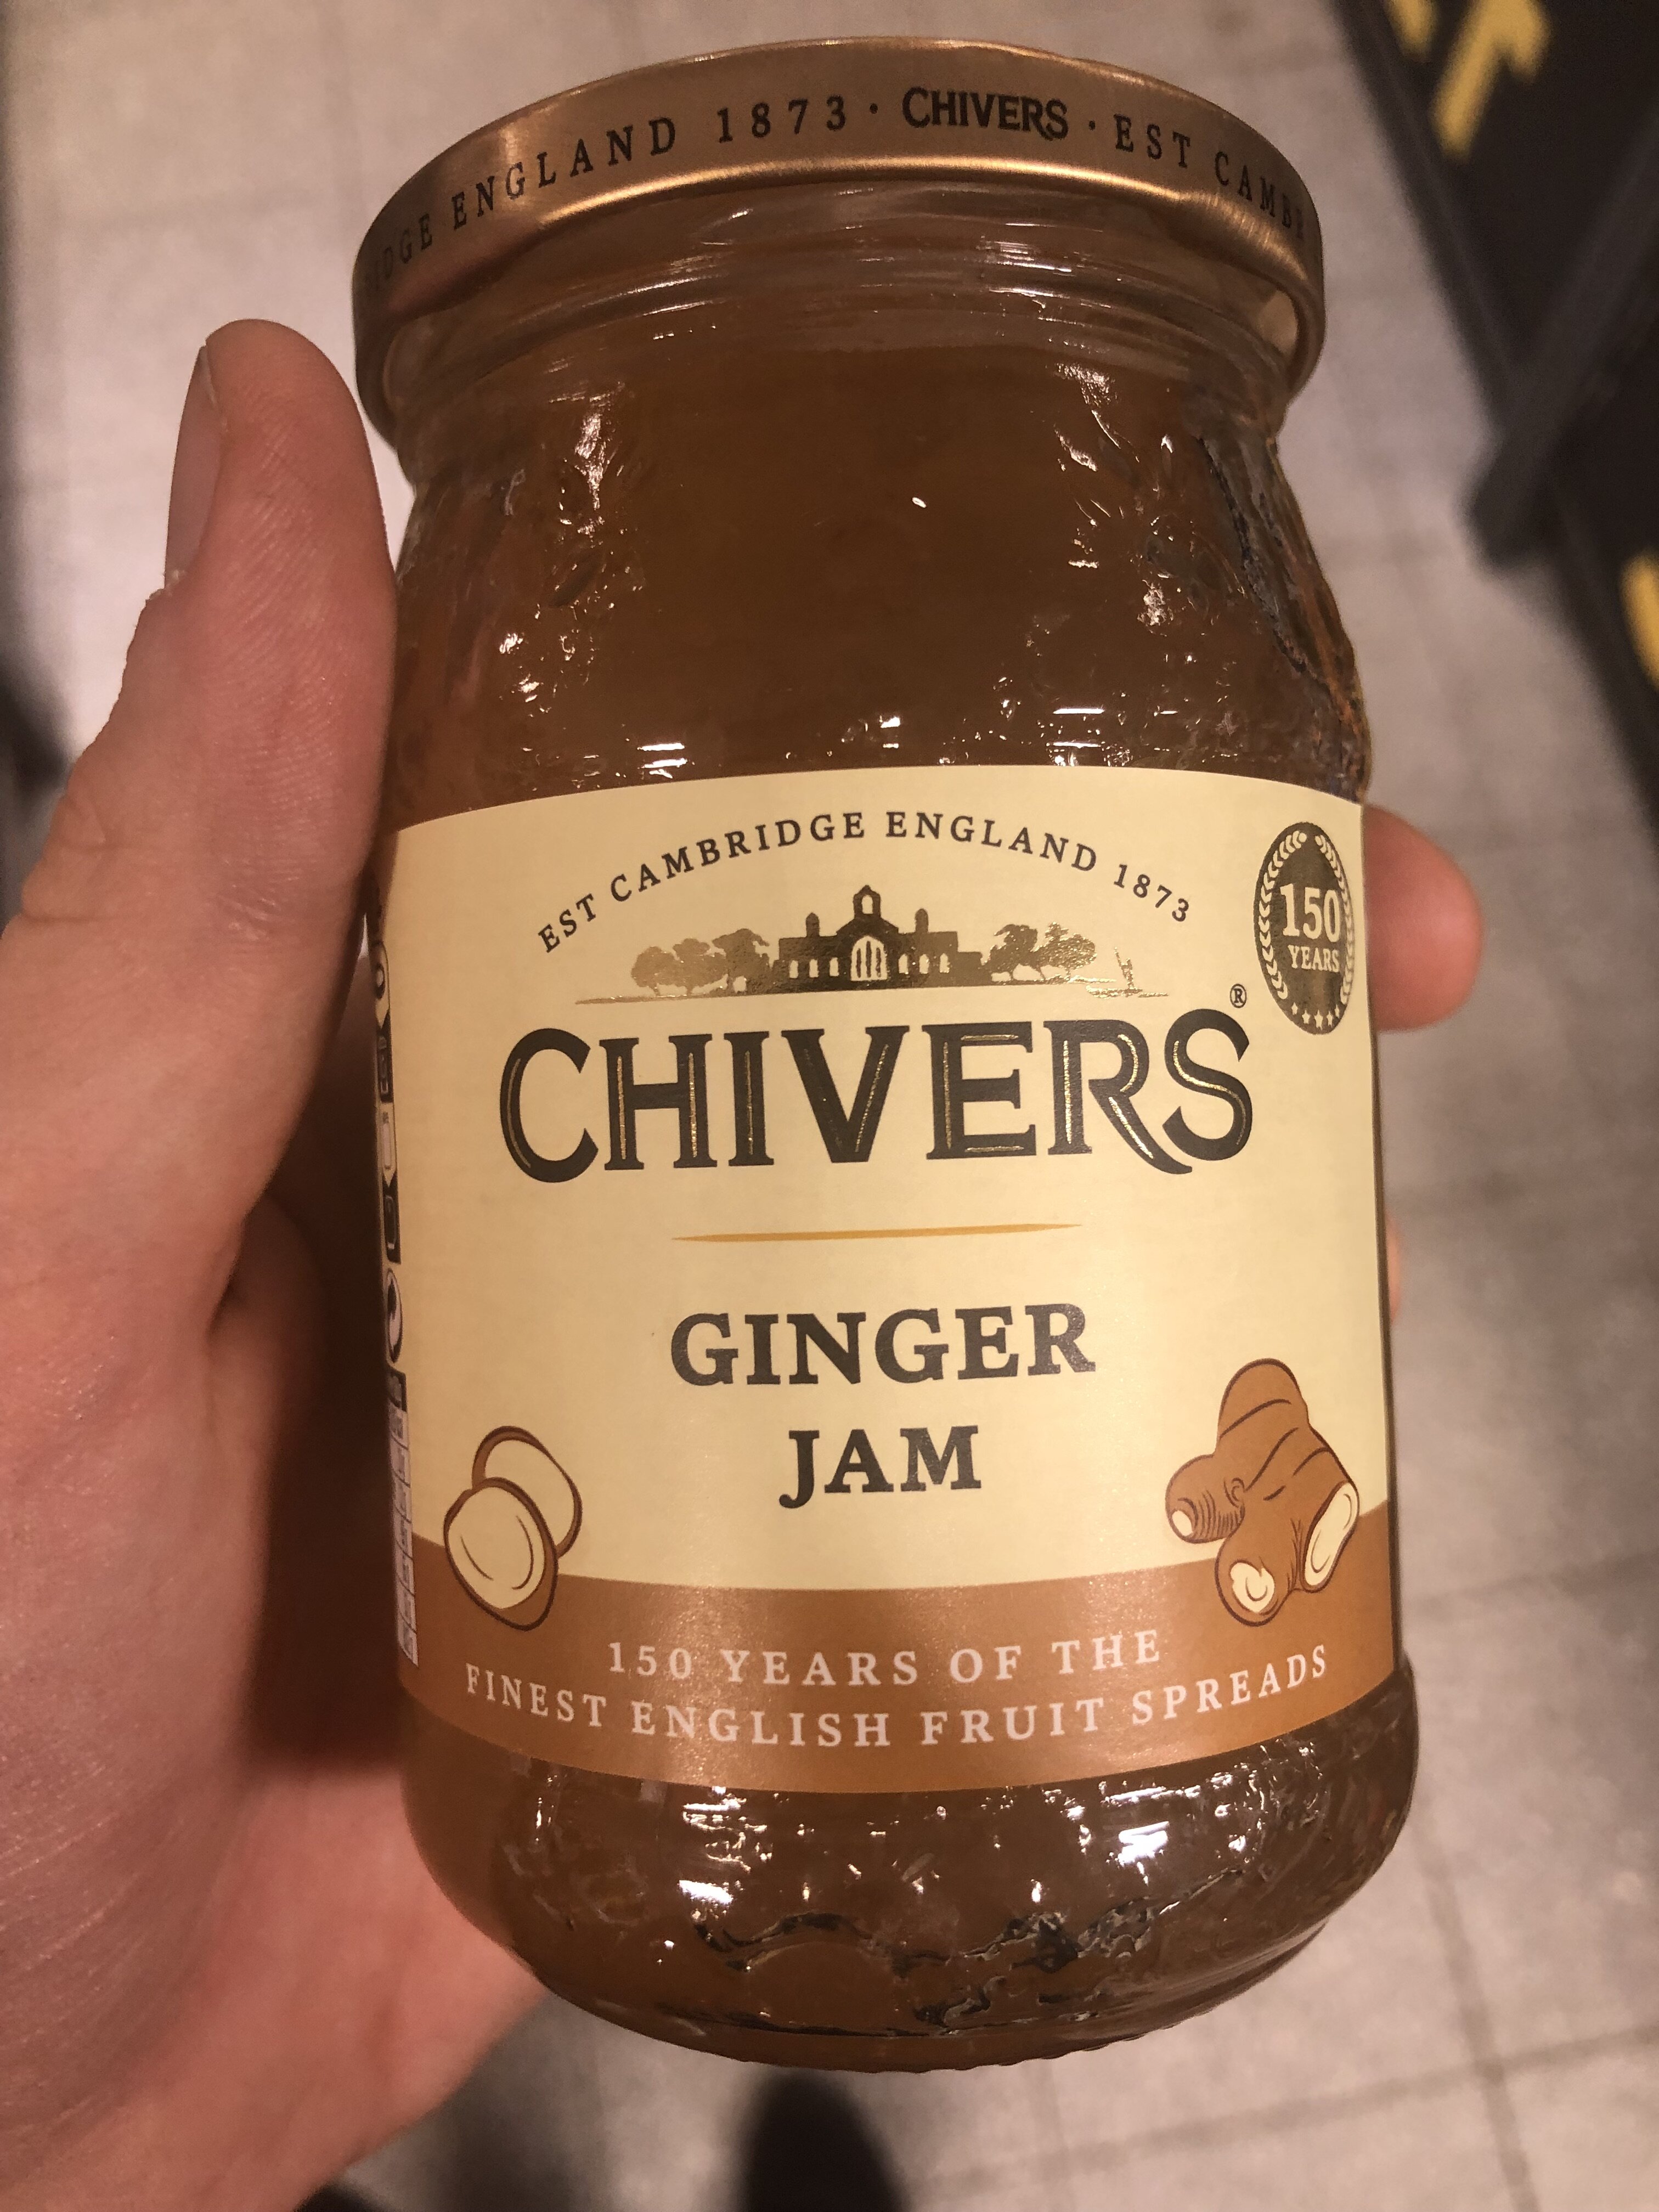 IDGE ENGLAND 1873 · CHIVERS · EST CAMB
EST CAMBRIDGE ENGLAND 1873
150
YEARS
CHIVERS®
GINGER
JAM
150 YEARS OF THE
FINEST ENGLISH FRUIT SPREADS